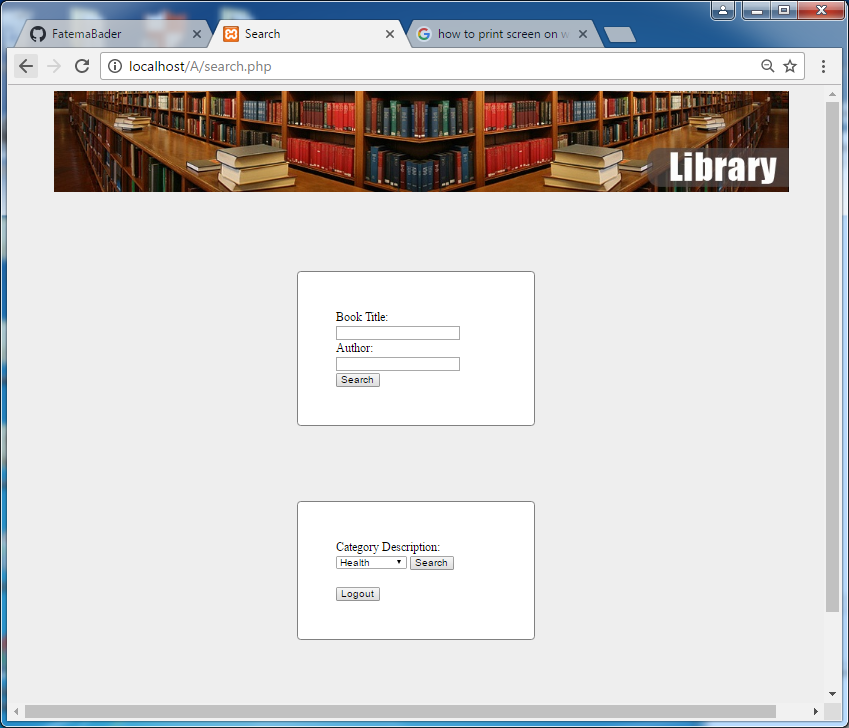 FatemaBader
Search
how to print screen on w
localhost/A/search.php
Library
Book Title:
Author:
Search
Category Description:
Health Search
Logout